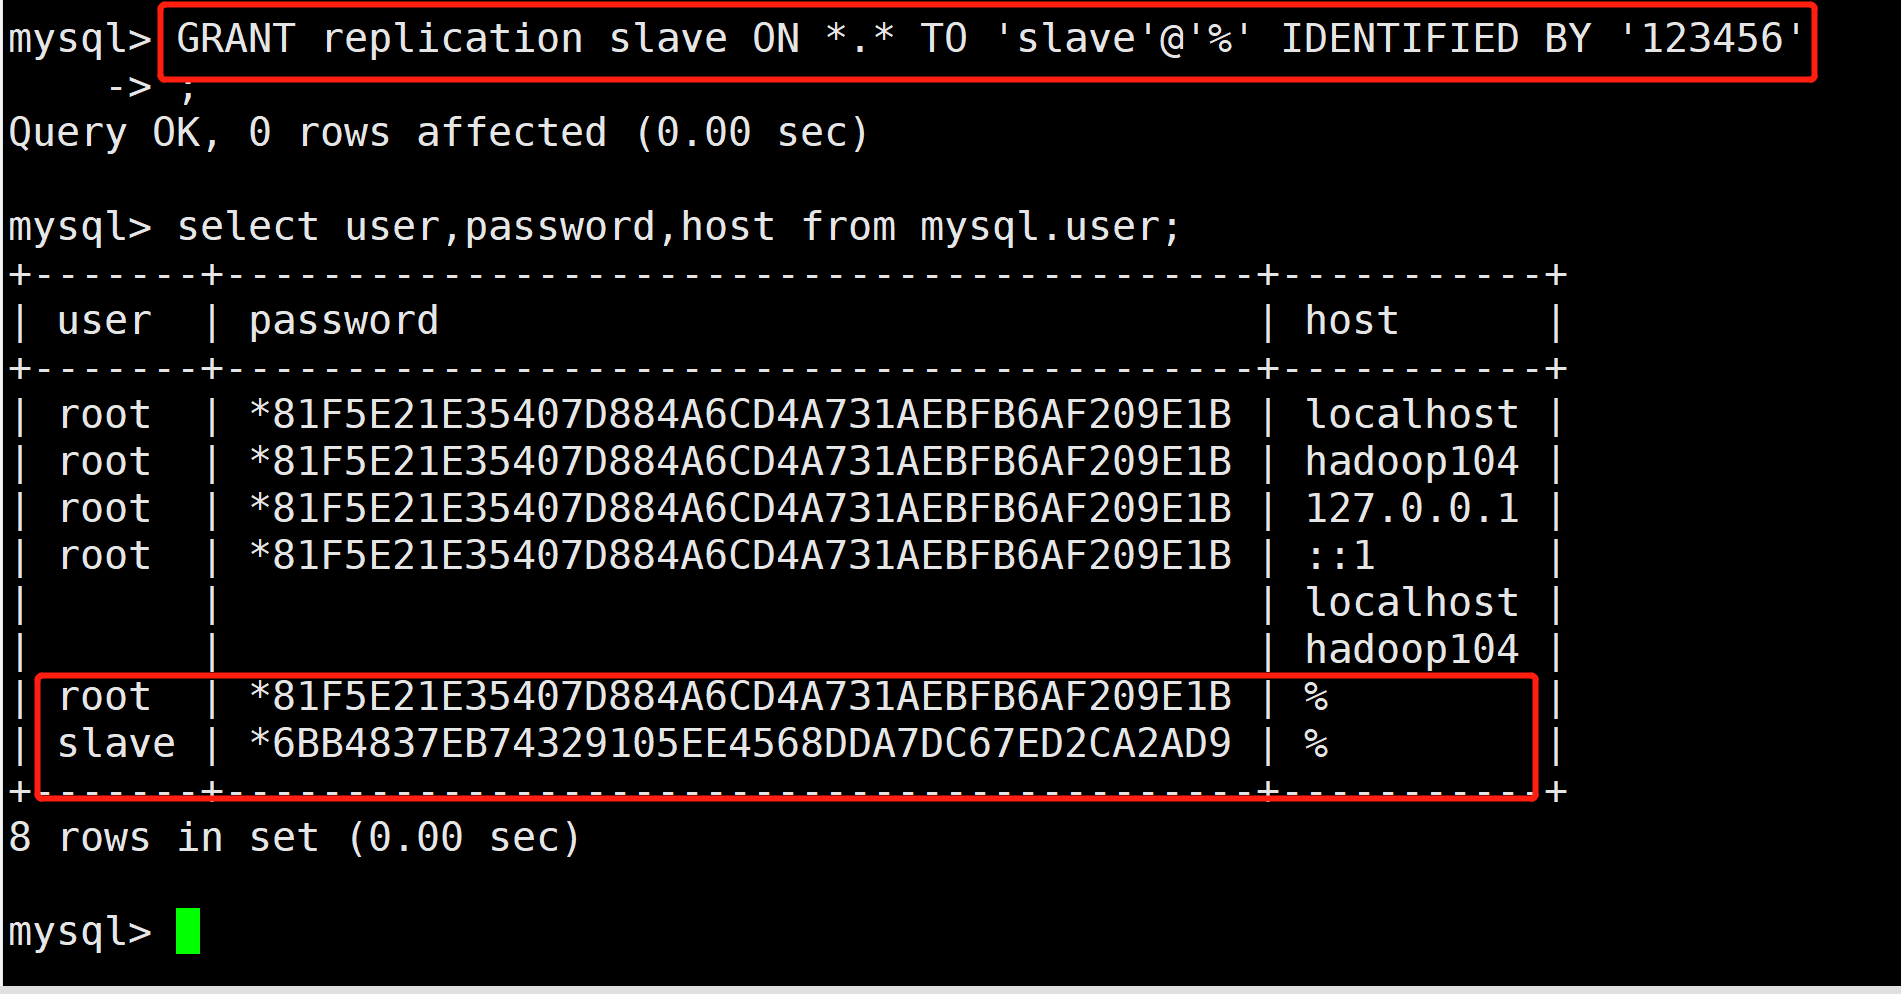 mysql> GRANT replication slave ON *.* TO 'slave'@'%' IDENTIFIED BY '123456'
    -> ;
Query OK, 0 rows affected (0.00 sec)

mysql> select user,password,host from mysql.user;
+-------+-------------------------------------------+-----------+
| user  | password                                  | host      |
+-------+-------------------------------------------+-----------+
| root  | *81F5E21E35407D884A6CD4A731AEBFB6AF209E1B | localhost |
| root  | *81F5E21E35407D884A6CD4A731AEBFB6AF209E1B | hadoop104 |
| root  | *81F5E21E35407D884A6CD4A731AEBFB6AF209E1B | 127.0.0.1 |
| root  | *81F5E21E35407D884A6CD4A731AEBFB6AF209E1B | ::1       |
|       |                                           | localhost |
|       |                                           | hadoop104 |
| root  | *81F5E21E35407D884A6CD4A731AEBFB6AF209E1B | %         |
| slave | *6BB4837EB74329105EE4568DDA7DC67ED2CA2AD9 | %         |
+-------+-------------------------------------------+-----------+
8 rows in set (0.00 sec)

mysql>